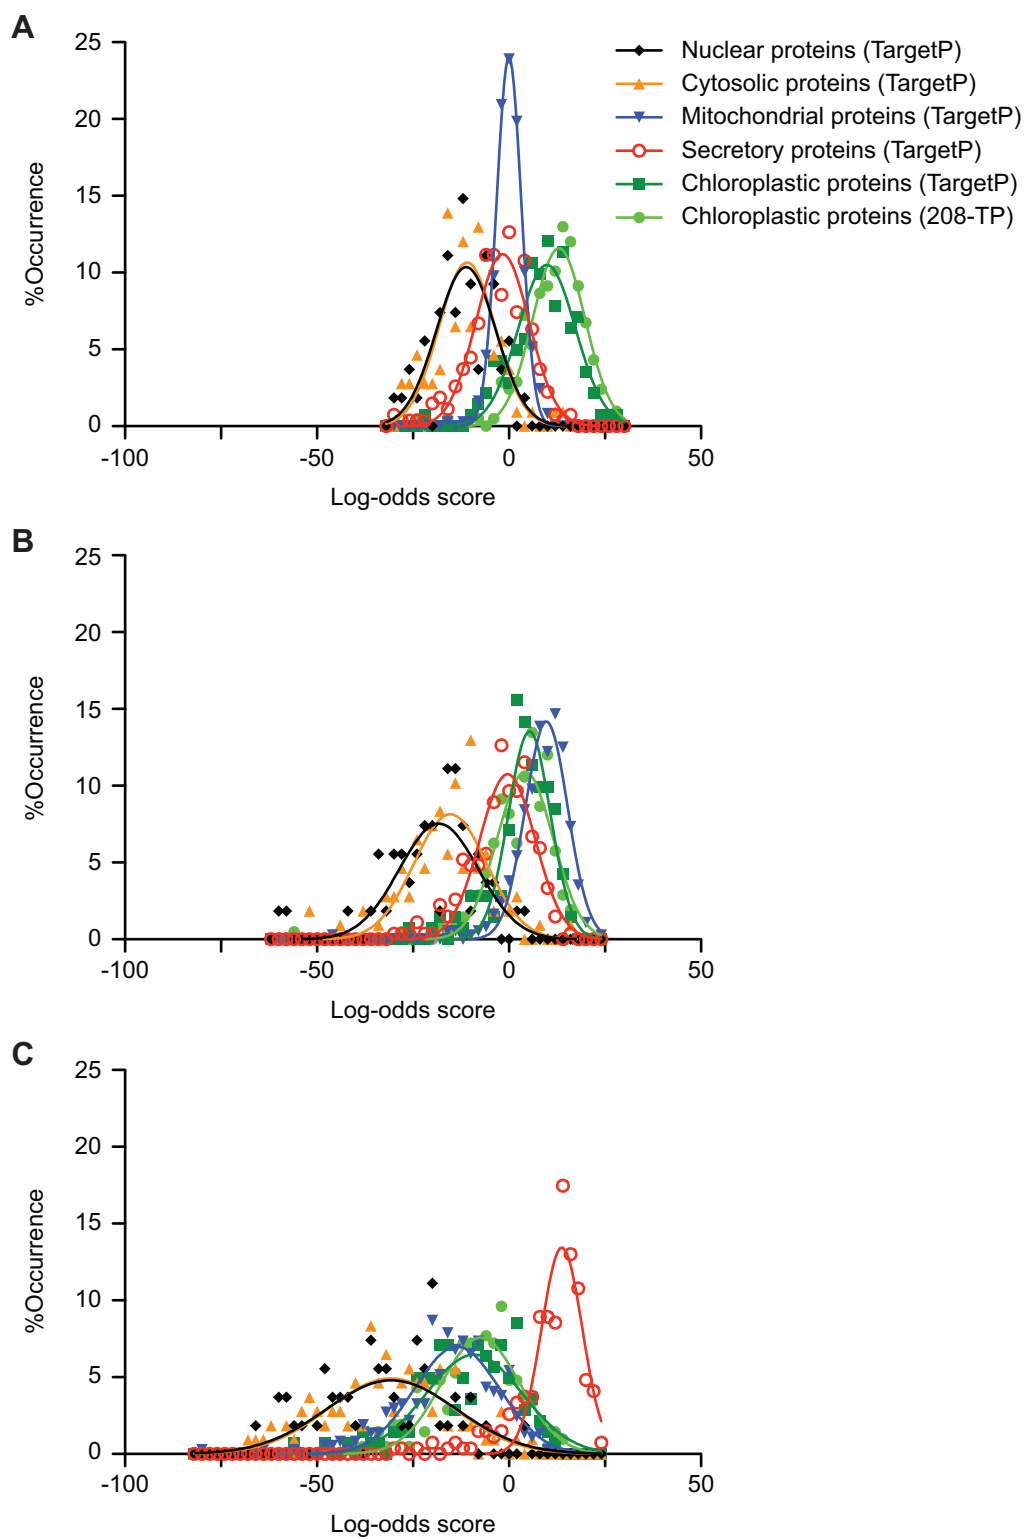 A
25
20
15
10
5
0
%Occurrence
-100
-50
0
50
Log-odds score
Nuclear proteins (TargetP)
Cytosolic proteins (TargetP)
Mitochondrial proteins (TargetP)
Secretory proteins (TargetP)
Chloroplastic proteins (TargetP)
Chloroplastic proteins (208-TP)
B
25
20
15
10
5
0
%Occurrence
-100
-50
0
50
Log-odds score
C
25
20
15
10
5
0
%Occurrence
-100
-50
0
50
Log-odds score